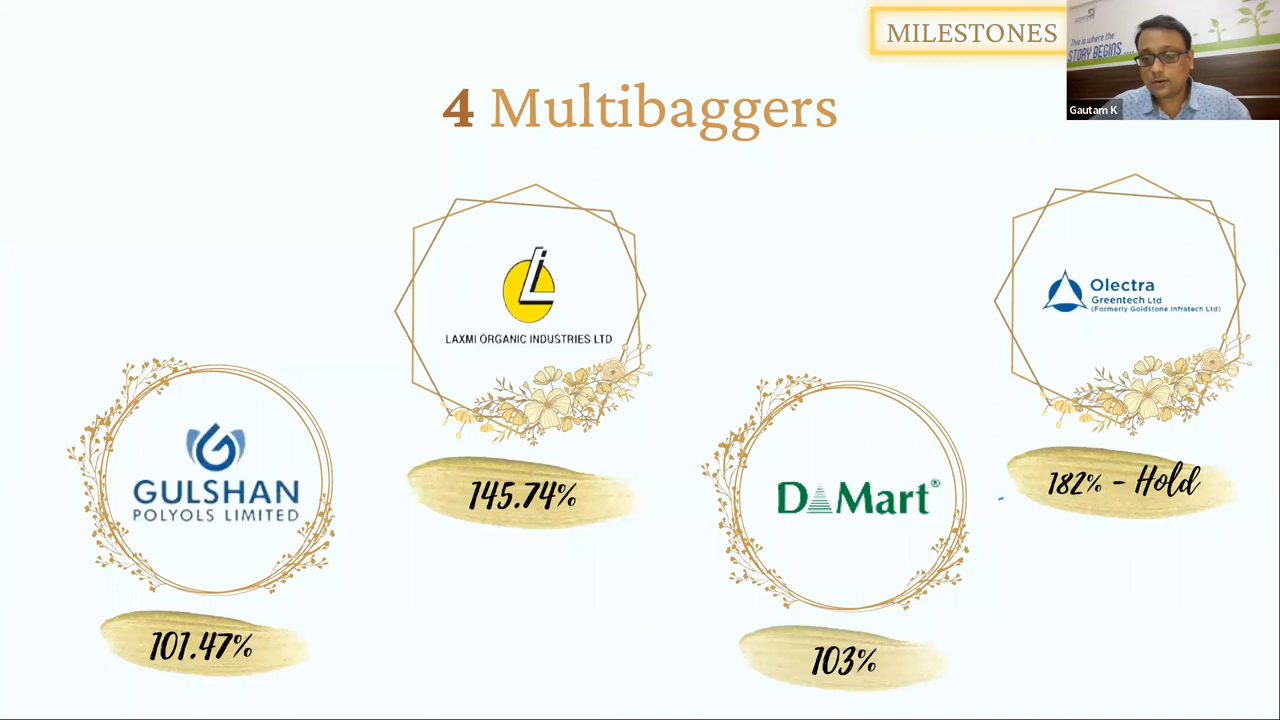 MILESTONES
This is where the
STORY BEGINS ....
Gautam K
4 Multibaggers
LAXMI ORGANIC INDUSTRIES LTD
Olectra
Greentech Ltd
(Formerly Goldstone Infratech Ltd)
145.74%
182% - Hold
GULSHAN
POLYOLS LIMITED
D Mart®
101.47%
103%